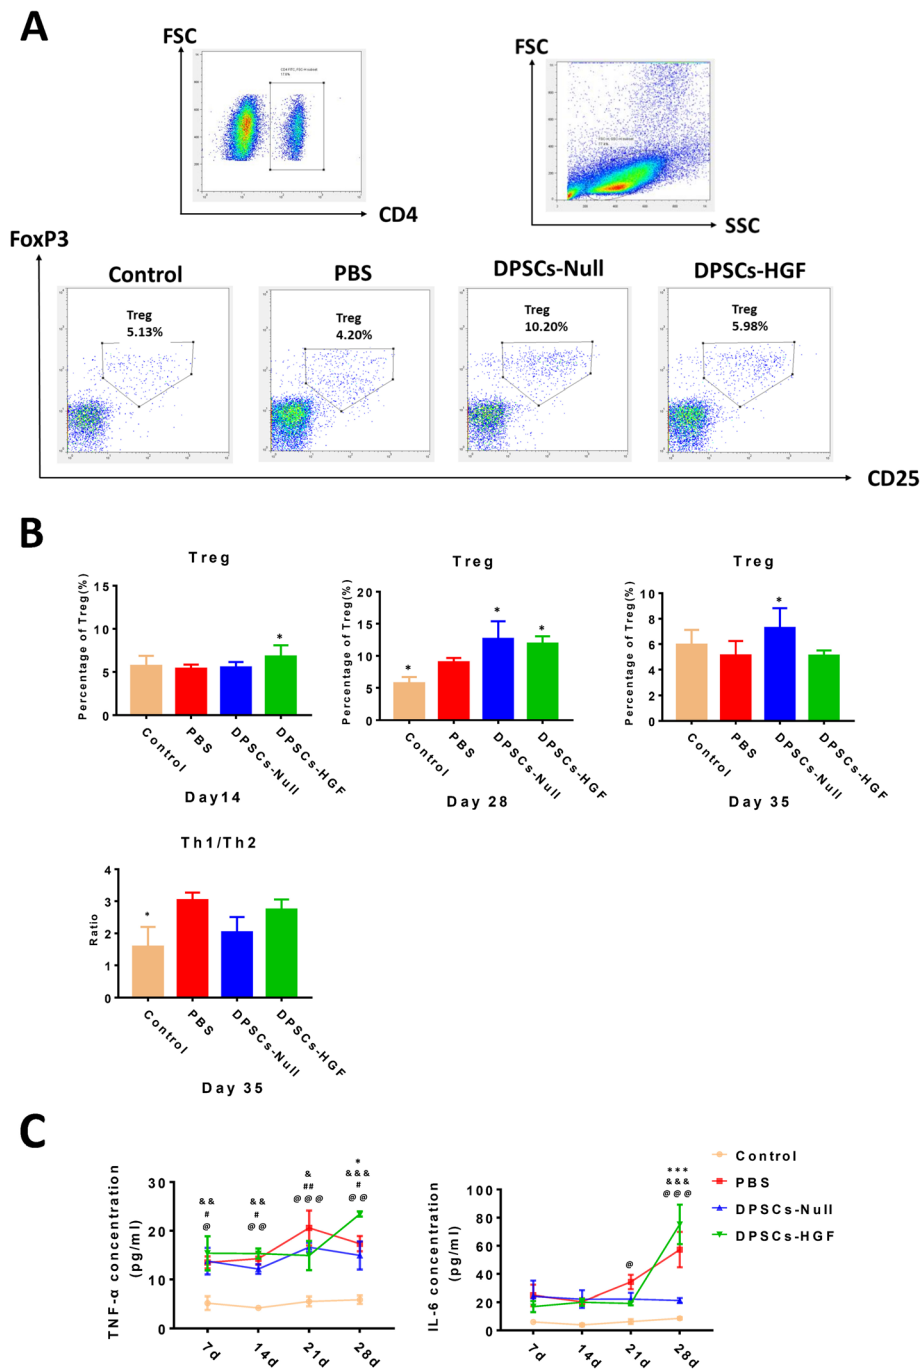 A
FSC
FSC
CD4
SSC
FoxP3
Control
PBS
DPSCs-Null
DPSCs-HGF
Treg
5.13%
Treg
4.20%
Treg
10.20%
Treg
5.98%
CD25
B
Treg
Percentage of Treg(%)
15
10
5
0
Control
PBS
DPSCs-Null
DPSCs-HGF
*
Day14
Treg
Percentage of Treg(%)
20
15
10
5
0
* * *
Control
PBS
DPSCs-Null
DPSCs-HGF
Day 28
Treg
Percentage of Treg(%)
10
8
6
4
2
0
*
Control
PBS
DPSCs-Null
DPSCs-HGF
Day 35
Th1/Th2
Ratio
4
3
2
1
0
*
Control
PBS
DPSCs-Null
DPSCs-HGF
Day 35
C
TNF-α concentration
(pg/ml)
30
20
10
0
&&
#
@
&&
#
@@
&
##
@@@
*
&&&
#
@@
7d
14d
21d
28d
IL-6 concentration
(pg/ml)
100
80
60
40
20
0
@
***
&&&
@@@
7d
14d
21d
28d
Control
PBS
DPSCs-Null
DPSCs-HGF